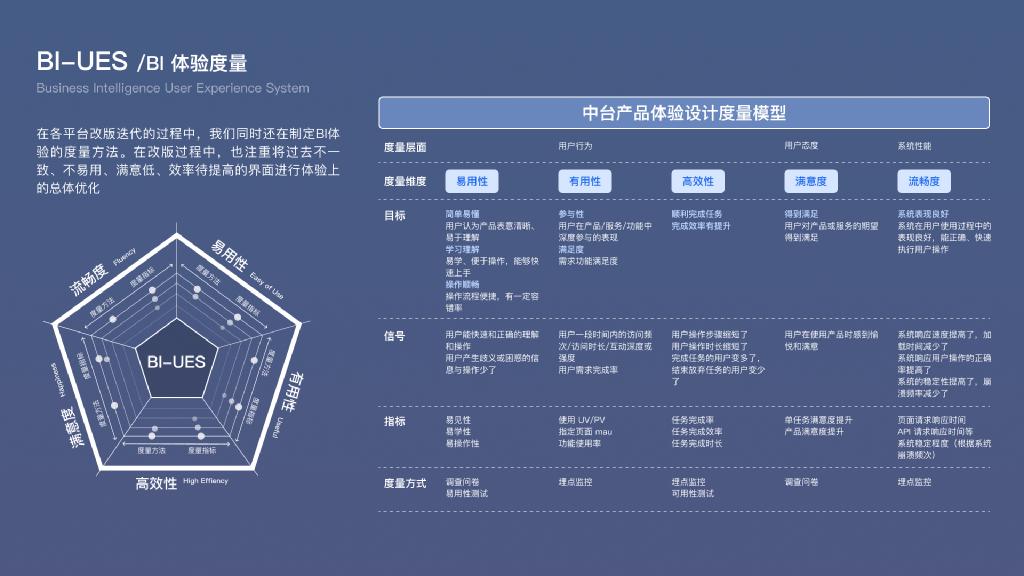 BI-UES /BI 体验度量
Business Intelligence User Experience System
在各平台改版迭代的过程中，我们同时还在制定BI体
验的度量方法。在改版过程中，也注重将过去不一
致、不易用、满意低、效率待提高的界面进行体验上
的总体优化
流畅度 Fluency
易用性 Easy of Use
有用性 Useful
高效性 High Effiency
满意度 Happiness
度量方法 度量指标
度量方法 度量指标
度量方法 度量指标
度量方法 度量指标
度量方法 度量指标
BI-UES
中台产品体验设计度量模型
度量层面 用户行为 用户态度 系统性能
度量维度 易用性 有用性 高效性 满意度 流畅度
目标
简单易懂
用户认为产品表意清晰、
易于理解
学习理解
易学、便于操作，能够快
速上手
操作顺畅
操作流程便捷，有一定容
错率
参与性
用户在产品/服务/功能中
深度参与的表现
满足度
需求功能满足度
顺利完成任务
完成效率有提升
得到满足
用户对产品或服务的期望
得到满足
系统表现良好
系统在用户使用过程中的
表现良好，能正确、快速
执行用户操作
信号
用户能快速和正确的理解
和操作
用户产生歧义或困惑的信
息与操作少了
用户一段时间内的访问频
次/访问时长/互动深度或
强度
用户需求完成率
用户操作步骤缩短了
用户操作时长缩短了
完成任务的用户变多了，
结束放弃任务的用户变少
了
用户在使用产品时感到愉
悦和满意
系统响应速度提高了，加
载时间减少了
系统响应用户操作的正确
率提高了
系统的稳定性提高了，崩
溃频率减少了
指标
易见性
易学性
易操作性
使用 UV/PV
指定页面 mau
功能使用率
任务完成率
任务完成效率
任务完成时长
单任务满意度提升
产品满意度提升
页面请求响应时间
API 请求响应时间等
系统稳定程度（根据系统
崩溃频次）
度量方式
调查问卷
易用性测试
埋点监控
埋点监控
可用性测试
调查问卷
埋点监控